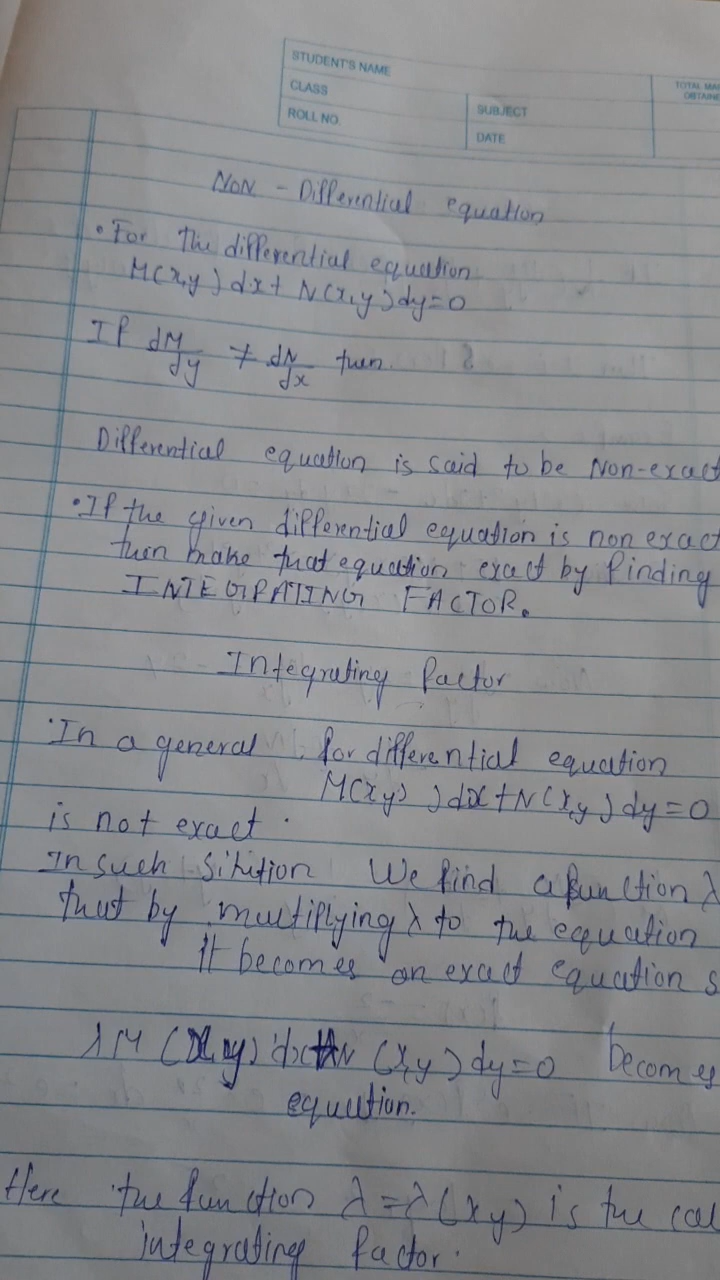 STUDENT'S NAME
CLASS
ROLL NO.
SUBJECT
DATE
TOTAL
NON - Differential equation
• For The differential equation
M(x,y) dx + N(x,y) dy=0
If dM/dy ≠ dN/dx then
Differential equation is said to be Non-exact
• If the given differential equation is non exact
then make that equation exact by finding
INTEGRATING FACTOR.
Integrating factor
• In a general for differential equation
M(x,y) dx + N(x,y) dy=0
is not exact.
In such We find a function λ
that by multiplying λ to the equation
it becomes an exact equation s
λM (x,y) dx+λN (x,y) dy=0 becomes
equation.
Here the function λ=λ(xy) is the cal
integrating factor.